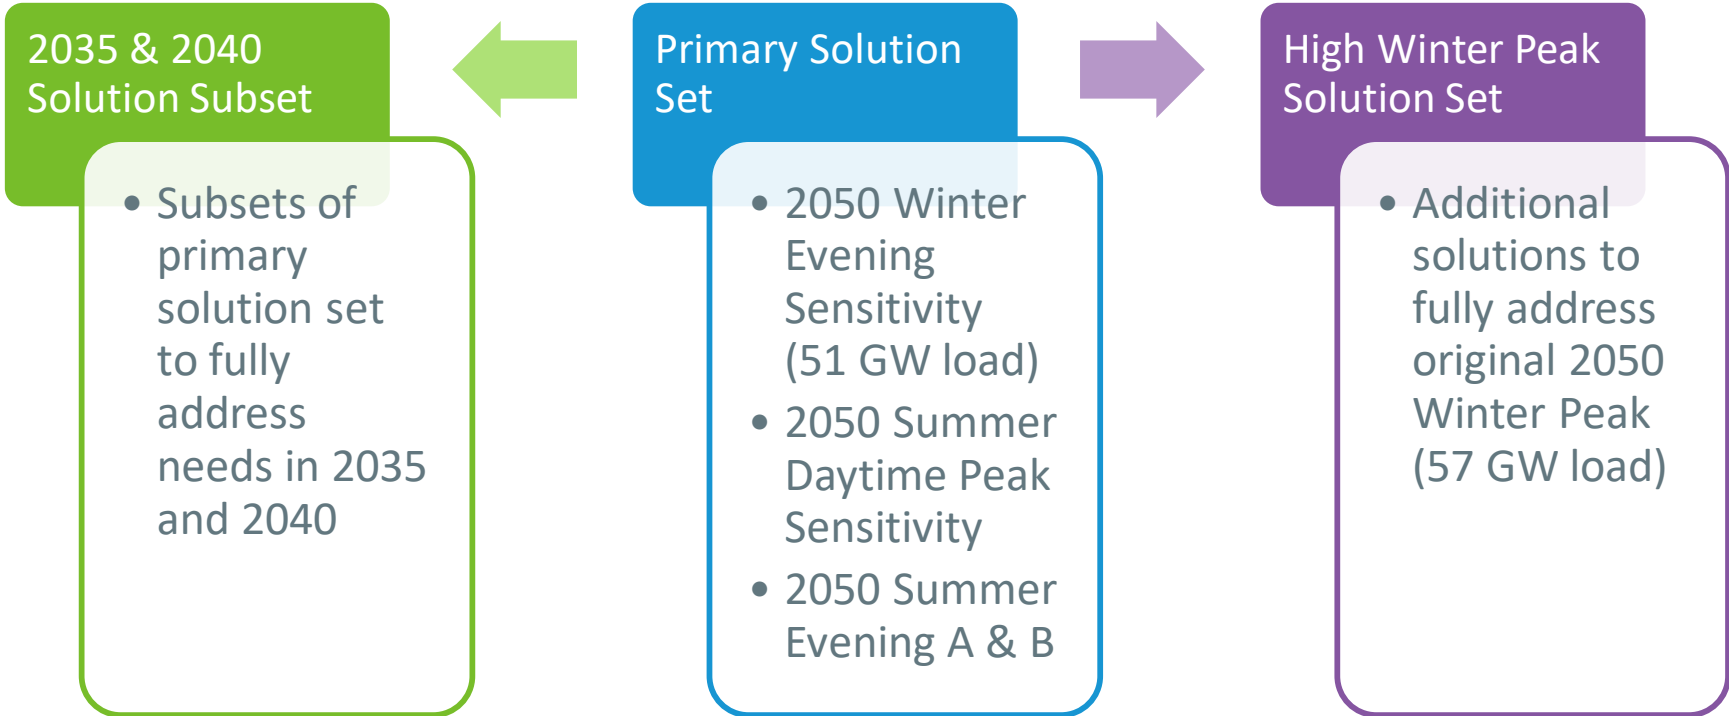 2035 & 2040
Solution Subset
• Subsets of
primary
solution set
to fully
address
needs in 2035
and 2040
Primary Solution
Set
• 2050 Winter
Evening
Sensitivity
(51 GW load)
• 2050 Summer
Daytime Peak
Sensitivity
• 2050 Summer
Evening A & B
High Winter Peak
Solution Set
• Additional
solutions to
fully address
original 2050
Winter Peak
(57 GW load)